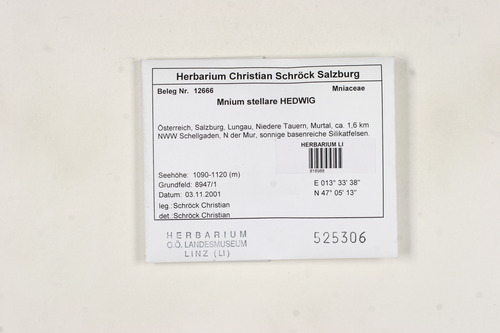 Herbarium Christian Schröck Salzburg
Beleg Nr. 12666 Mniaceae
Mnium stellare HEDWIG
Österreich, Salzburg, Lungau, Niedere Tauern, Murtal, ca. 1,6 km
NWW Schellgaden, N der Mur, sonnige basenreiche Silikatfelsen.
HERBARIUM LI
Seehöhe: 1090-1120 (m)
Grundfeld: 8947/1 E 013° 33' 38"
Datum: 03.11.2001 N 47° 05' 13"
leg.: Schröck Christian
det.: Schröck Christian
HERBARIUM
O.Ö. LANDESMUSEUM
LINZ (LI)
525306